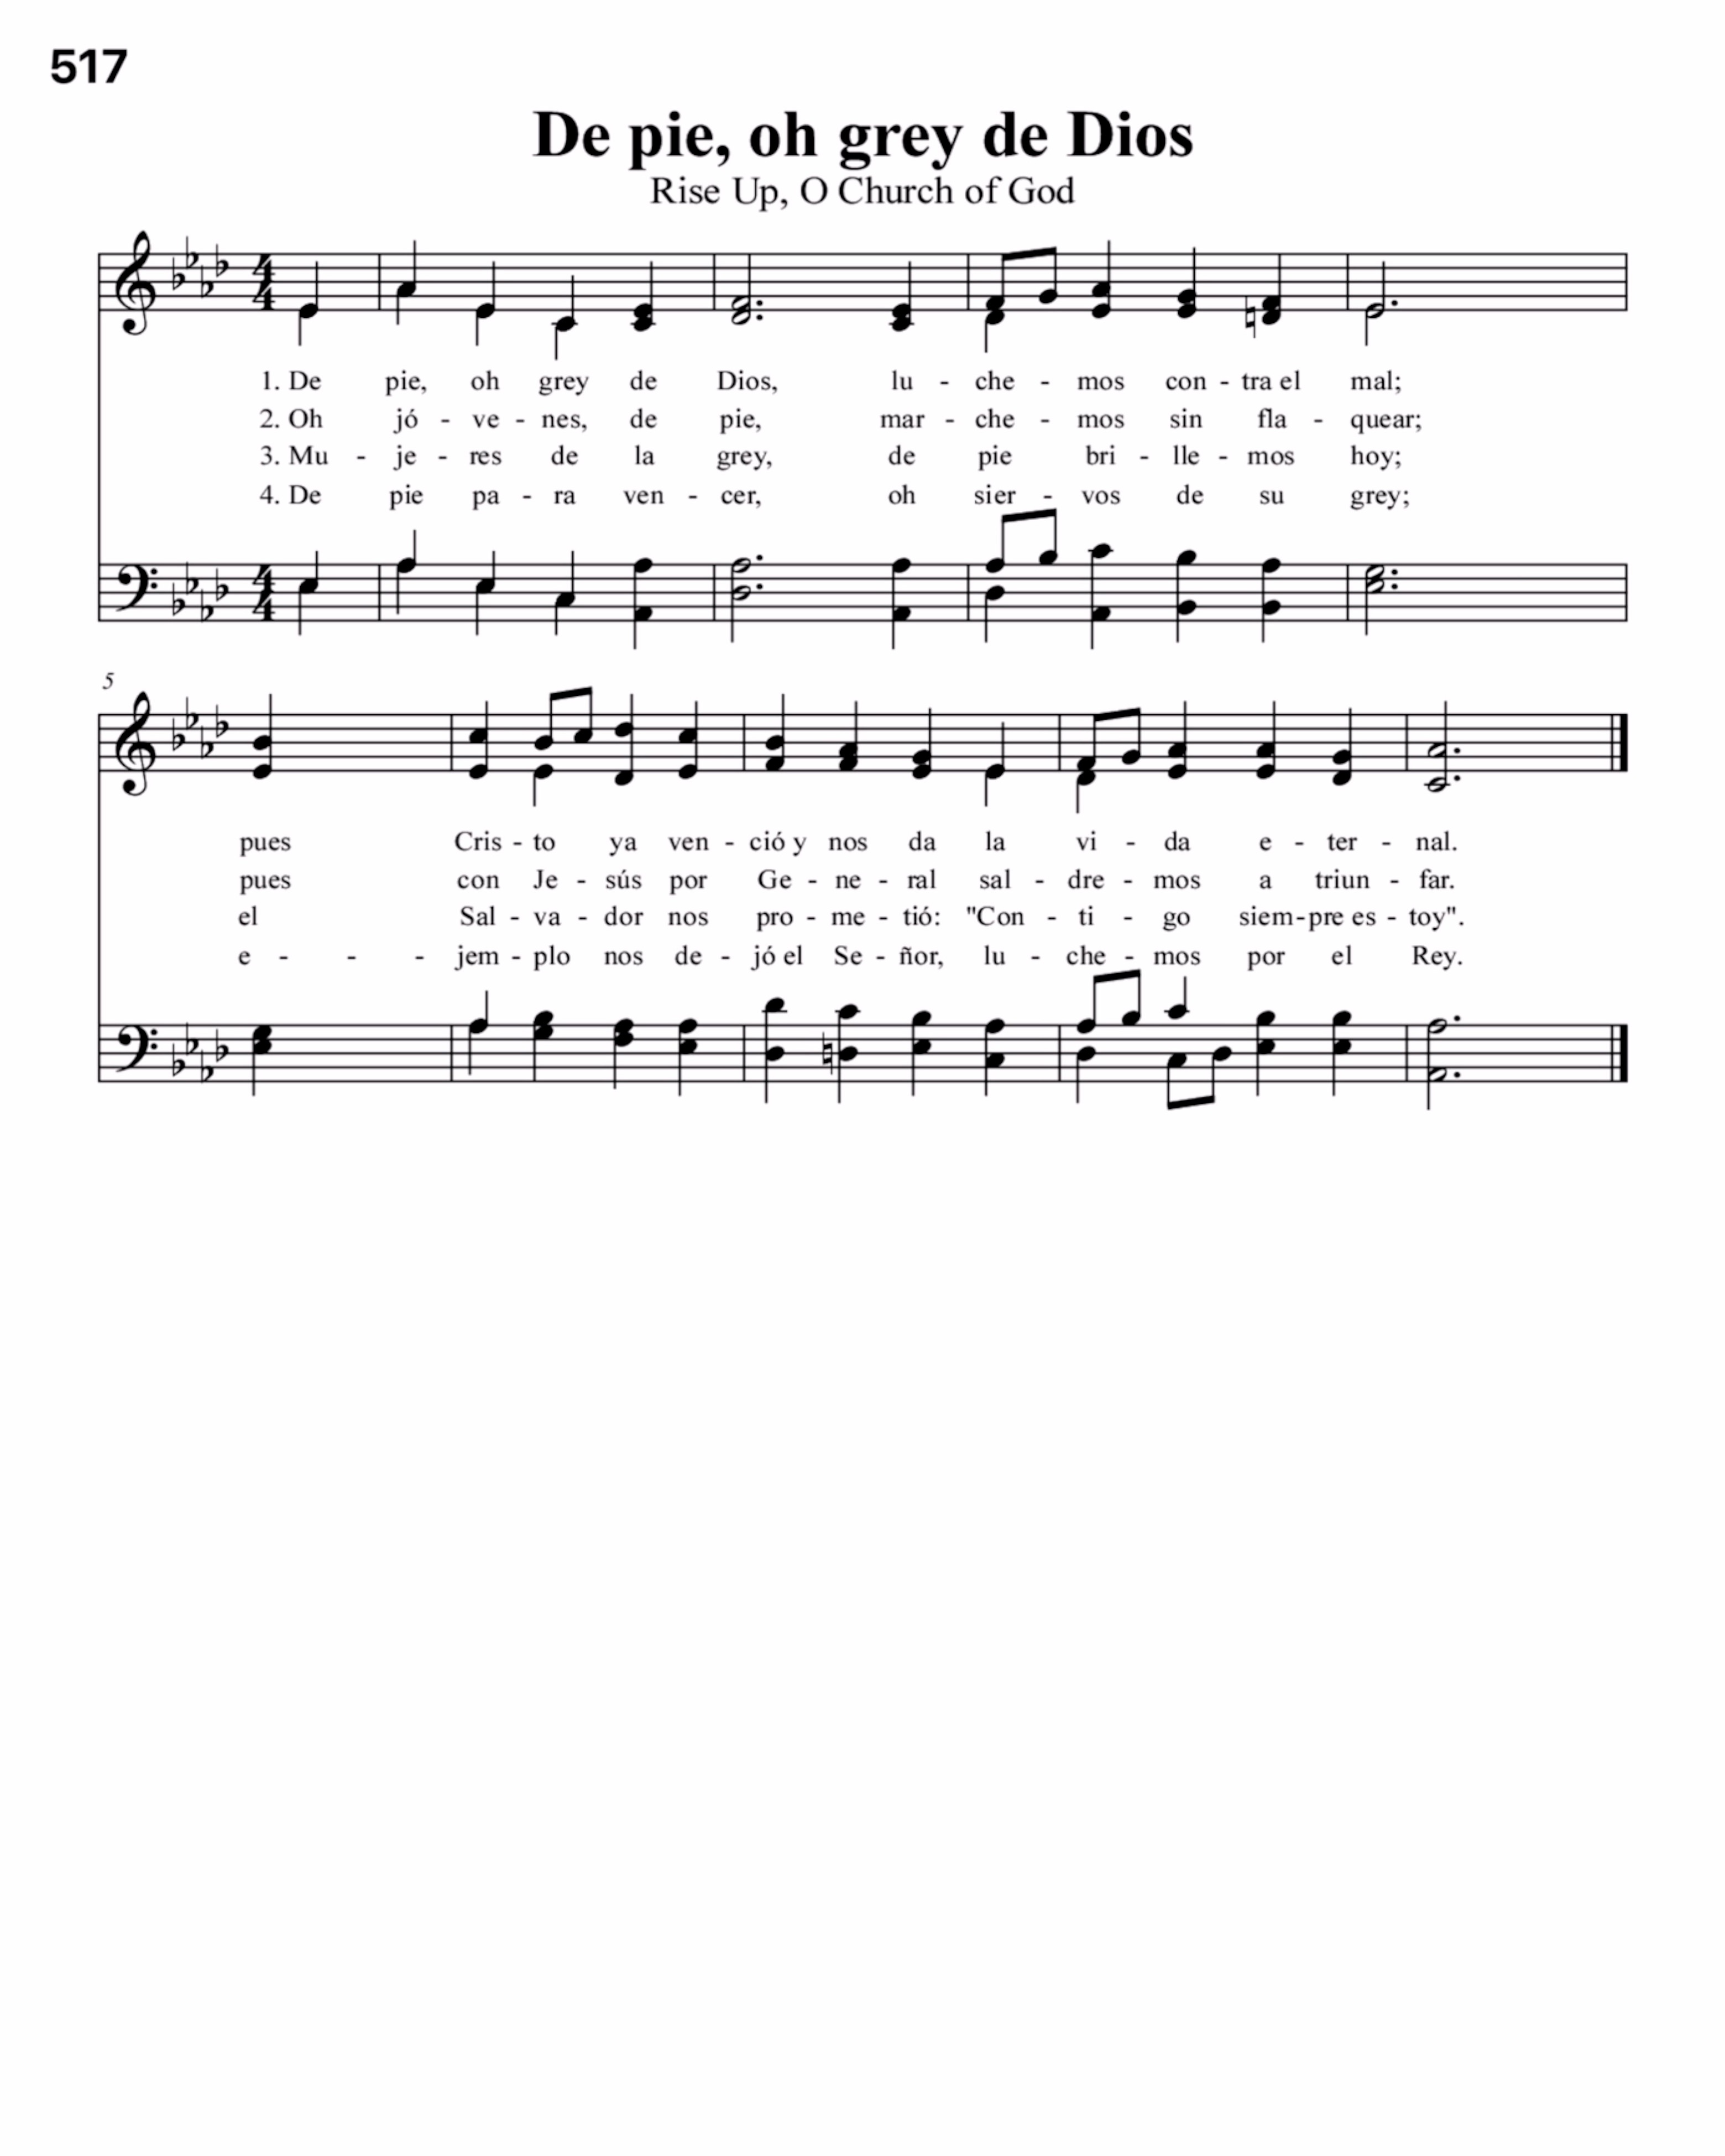 517
De pie, oh grey de Dios
Rise Up, O Church of God
4 4
1. De pie, oh grey de Dios, lu - che - mos con - tra el mal;
2. Oh jó - ve - nes, de pie, mar - che - mos sin fla - quear;
3. Mu - je - res de la grey, de pie bri - lle - mos hoy;
4. De pie pa - ra ven - cer, oh sier - vos de su grey;
4 4
5
pues Cris - to ya ven - ció y nos da la vi - da e - ter - nal.
pues con Je - sús por Ge - ne - ral sal - dre - mos a triun - far.
el Sal - va - dor nos pro - me - tió: "Con - ti - go siem - pre es - toy".
e - - - jem - plo nos de - jó el Se - ñor, lu - che - mos por el Rey.